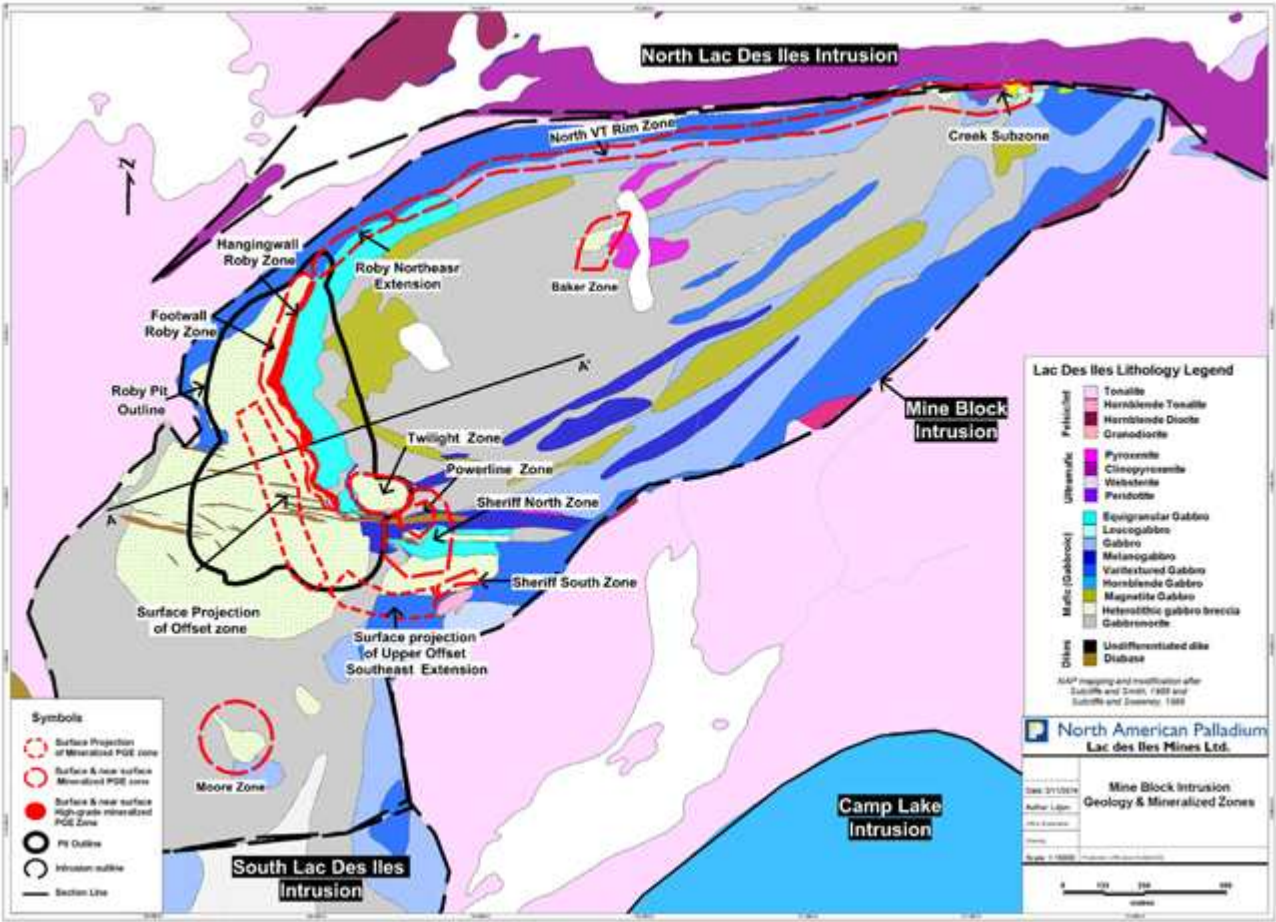 North Lac Des Iles Intrusion
North VT Rim Zone
Creek Subzone
Z
Hangingwall
Roby Zone
Roby Northeasr
Extension
Baker Zone
Footwall
Roby Zone
Roby Pit
Outline
A'
Mine Block
Intrusion
Twilight Zone
Powerline Zone
Sheriff North Zone
A
Sheriff South Zone
Surface Projection
of Offset zone
Surface projection
of Upper Offset
Southeast Extension
Moore Zone
South Lac Des Iles
Intrusion
Camp Lake
Intrusion
Lac Des Iles Lithology Legend
Tonalite
Hornblende Tonalite
Hornblende Diorite
Granodiorite
Ultramafic
Pyroxenite
Clinopyroxenite
Websterite
Peridotite
Mafic (Gabbroic)
Equigranular Gabbro
Leucogabbro
Gabbro
Melanogabbro
Varitextured Gabbro
Hornblende Gabbro
Magnetite Gabbro
Heterolithic gabbro breccia
Gabbronorite
Dikes
Undifferentiated dike
Diabase
Symbols
Surface Projection
of Mineralized PGE zone
Surface & near surface
Mineralized PGE zone
Surface & near surface
High-grade mineralized
PGE Zone
Pit Outline
Intrusion outline
Section Line
North American Palladium
Lac des Iles Mines Ltd.
Mine Block Intrusion
Geology & Mineralized Zones